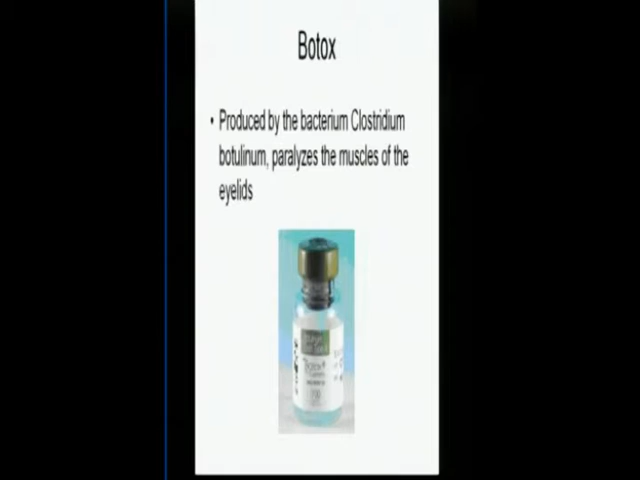 Botox
• Produced by the bacterium Clostridium
botulinum, paralyzes the muscles of the
eyelids